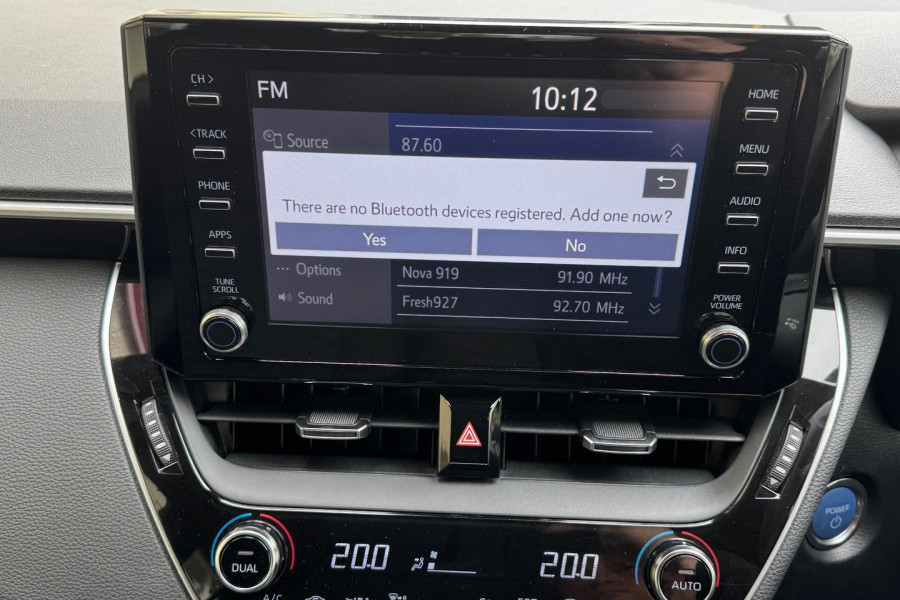 CH >
<TRACK
PHONE
APPS
TUNE
SCROLL
FM
10:12
Source
87.60
There are no Bluetooth devices registered. Add one now?
Yes
No
Options
Nova 919
91.90 MHz
Sound
Fresh927
92.70 MHz
HOME
MENU
AUDIO
INFO
POWER
VOLUME
POWER
DUAL
20.0
20.0
AUTO
A/C